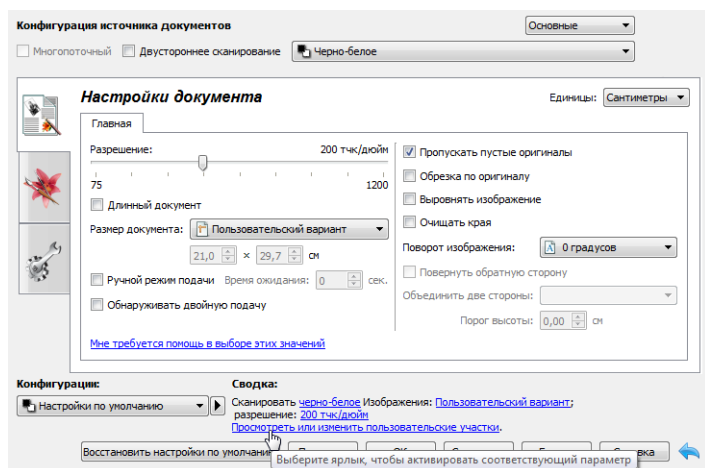 Конфигурация источника документов Основные
Многопоточный Двустороннее сканирование Черно-белое
Настройки документа Единицы: Сантиметры
Главная
Разрешение: 200 тчк/дюйм
75 1200
Длинный документ
Размер документа: Пользовательский вариант
21,0 × 29,7 см
Ручной режим подачи Время ожидания: 0 сек.
Обнаруживать двойную подачу
Мне требуется помощь в выборе этих значений
Пропускать пустые оригиналы
Обрезка по оригиналу
Выровнять изображение
Очищать края
Поворот изображения: 0 градусов
Повернуть обратную сторону
Объединить две стороны:
Порог высоты: 0,00 см
Конфигурации: Сводка:
Настройки по умолчанию
Сканировать черно-белое Изображения: Пользовательский вариант;
разрешение: 200 тчк/дюйм
Просмотреть или изменить пользовательские участки.
Восстановить настройки по умолчанию
Выберите ярлык, чтобы активировать соответствующий параметр